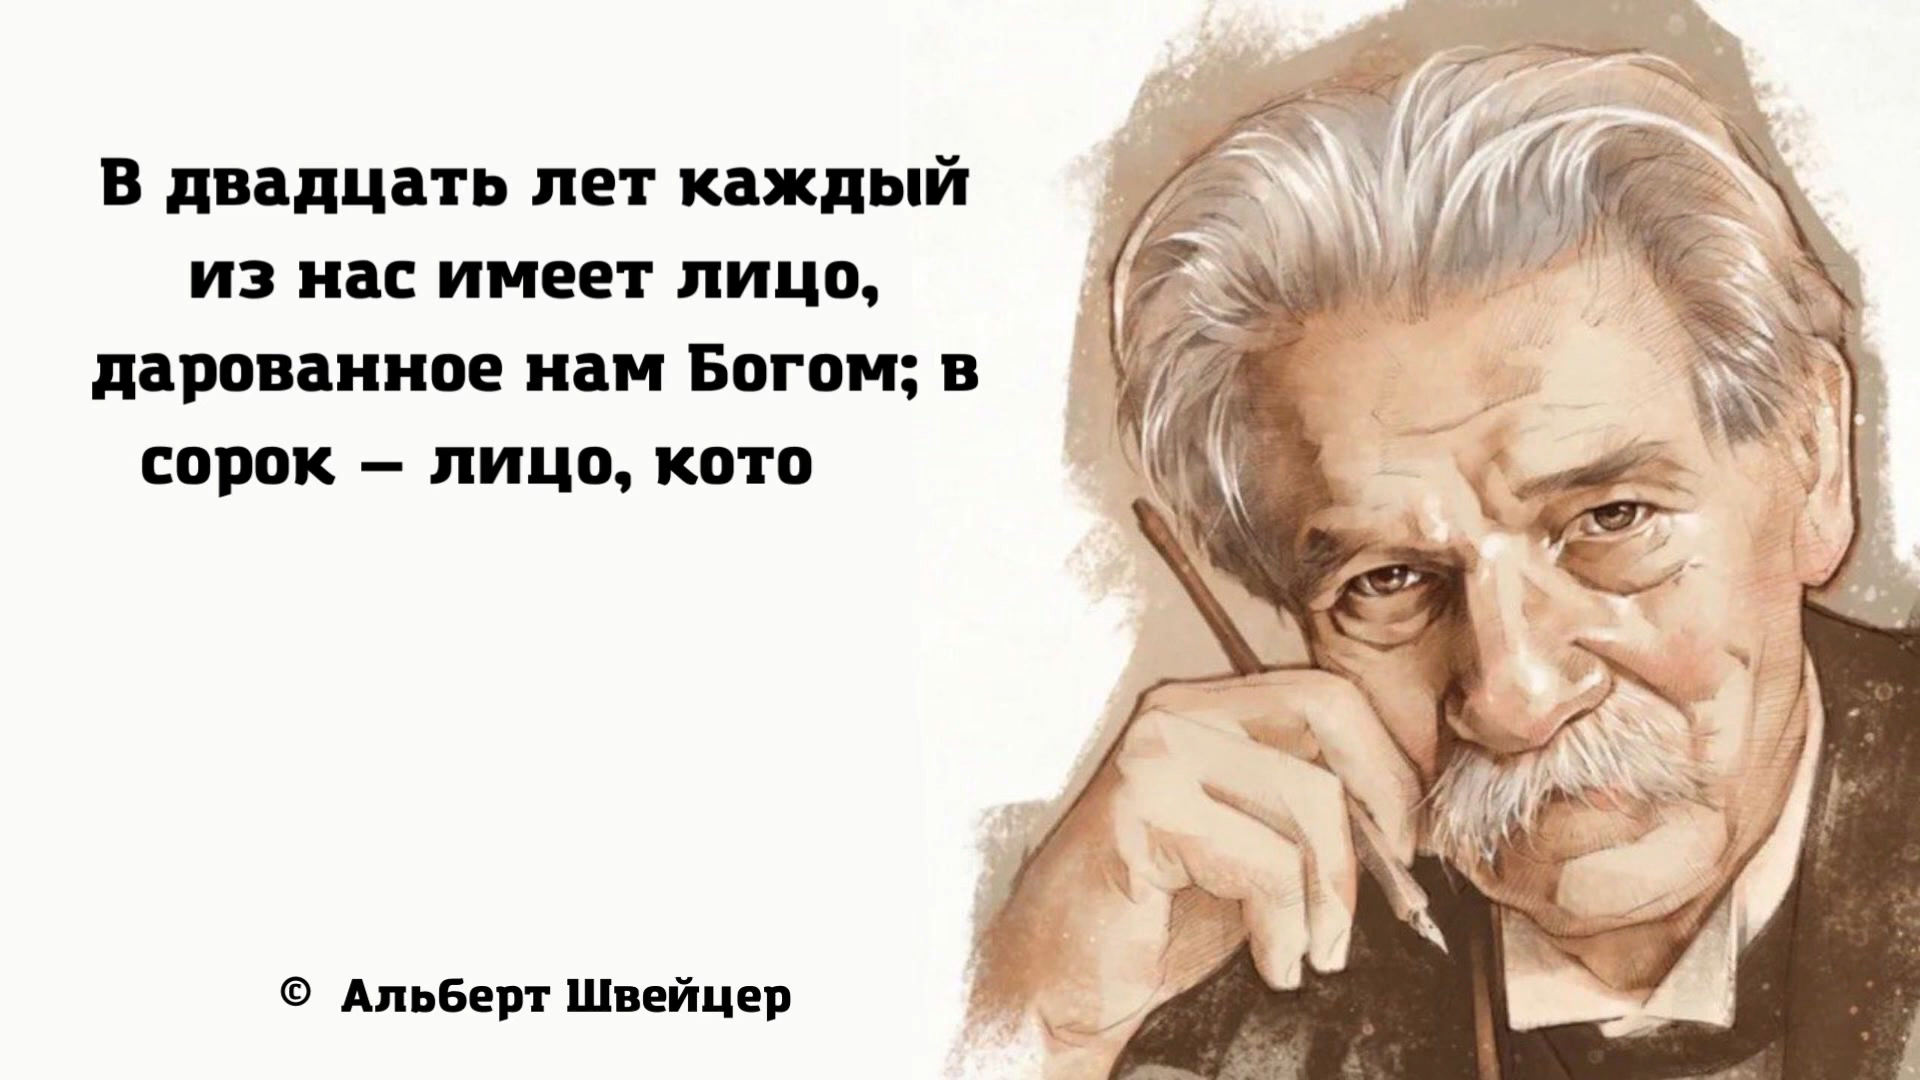 В двадцать лет каждый
из нас имеет лицо,
дарованное нам Богом; в
сорок – лицо, кото
© Альберт Швейцер